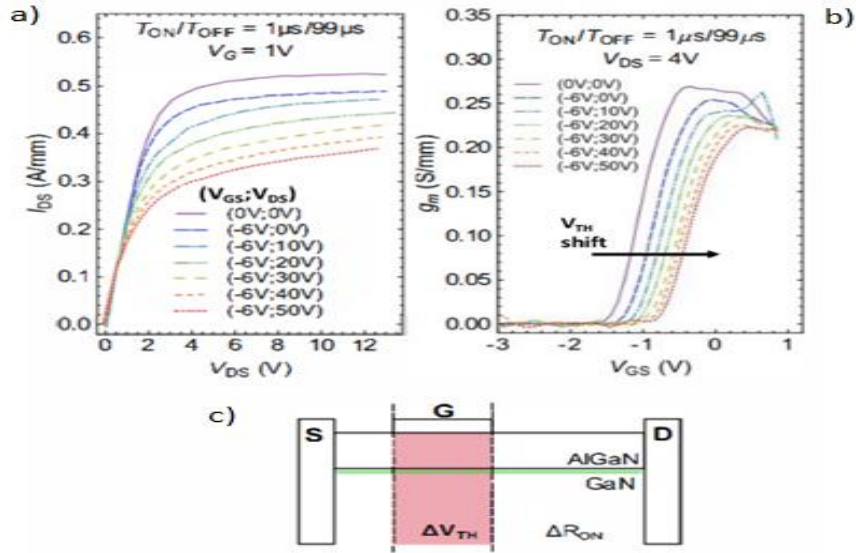 a)
T_ON/T_OFF = 1µs/99µs
V_G = 1V
I_DS (A/mm)
0.6
0.5
0.4
0.3
0.2
0.1
0.0
(V_GS;V_DS)
(0V;0V)
(-6V;0V)
(-6V;10V)
(-6V;20V)
(-6V;30V)
(-6V;40V)
(-6V;50V)
0 2 4 6 8 10 12
V_DS (V)
b)
T_ON/T_OFF = 1µs/99µs
V_DS = 4V
g_m (S/mm)
0.35
0.30
0.25
0.20
0.15
0.10
0.05
0.00
(0V;0V)
(-6V;0V)
(-6V;10V)
(-6V;20V)
(-6V;30V)
(-6V;40V)
(-6V;50V)
V_TH
shift
-3 -2 -1 0 1
V_GS (V)
c)
S G D
AlGaN
GaN
ΔV_TH ΔR_ON